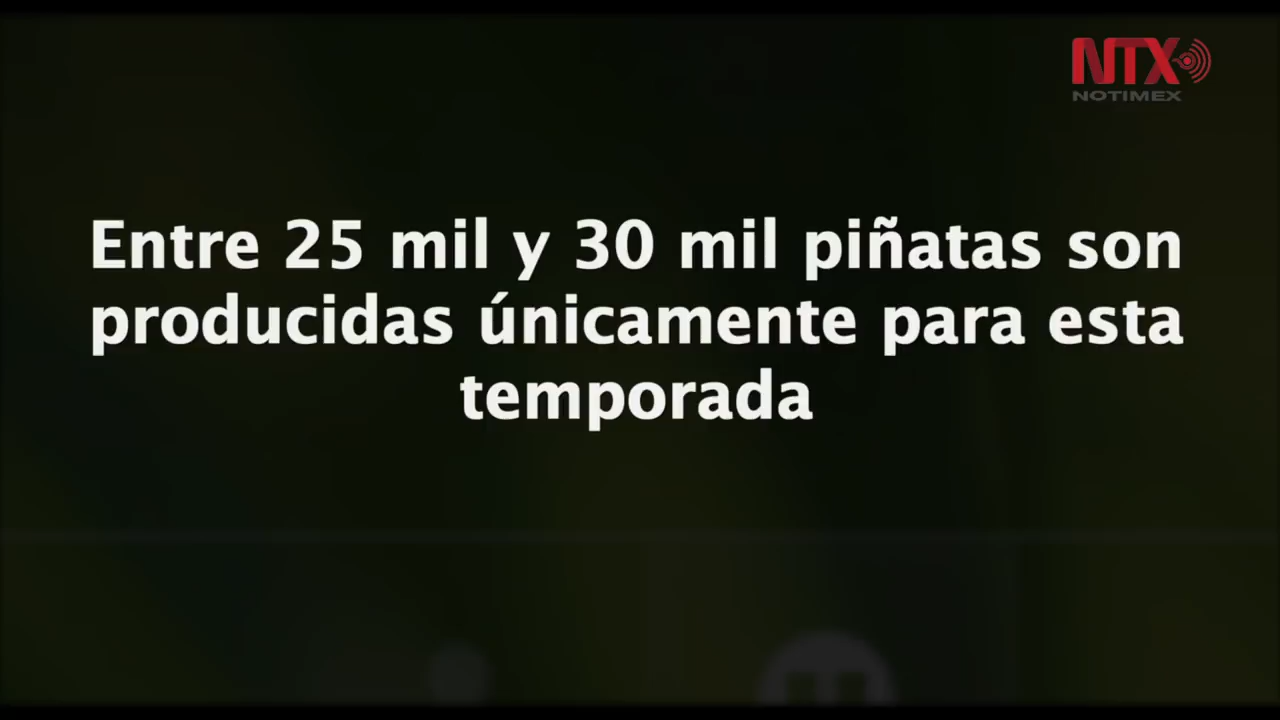 NTX
NOTIMEX
Entre 25 mil y 30 mil piñatas son
producidas únicamente para esta
temporada